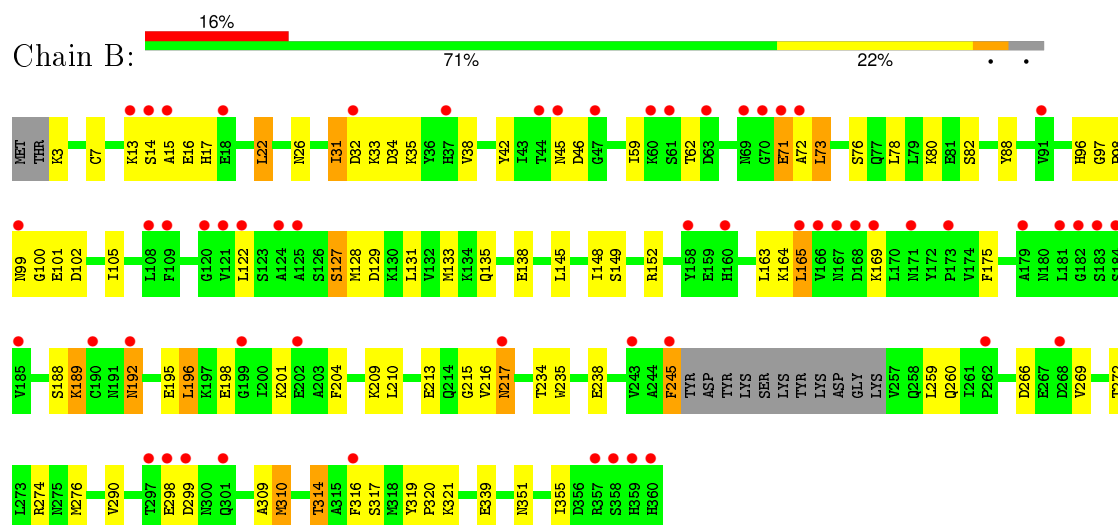 16%
Chain B:
71% 22% • •
MET THR K3 C7 K13 S14 A15 E16 H17 E18 L22 N26 I31 D32 K33 D34 K35 Y36 H37 V38 Y42 I43 T44 N45 D46 G47 I59 K60 S61 T62 D63 N69 G70 E71 A72 L73 S76 Q77 L78 L79 K80 E81 S82 Y88 V91 H96 G97
N99 G100 E101 D102 I105 L108 F109 G120 V121 L122 S123 A124 A125 S126 S127 M128 D129 K130 L131 V132 M133 K134 Q135 E138 L145 I148 S149 R152 Y158 E159 H160 L163 K164 L165 V166 N167 D168 K169 L170 N171 Y172 P173 V174 F175 A179 N180 L181 G182 S183
V185 S188 K189 C190 N191 N192 E195 L196 K197 E198 G199 I200 K201 E202 A203 F204 K209 L210 E213 Q214 G215 V216 N217 T234 W235 E238 V243 A244 F245 TYR ASP TYR LYS SER LYS LYS TYR LYS ASP GLY LYS V257 Q258 L259 Q260 I261 P262 D266 E267 D268 V269
L273 R274 N275 M276 V290 T297 E298 D299 N300 Q301 A309 M310 T314 A315 F316 S317 M318 Y319 P320 K321 E339 N351 I355 D356 R357 S358 H359 H360